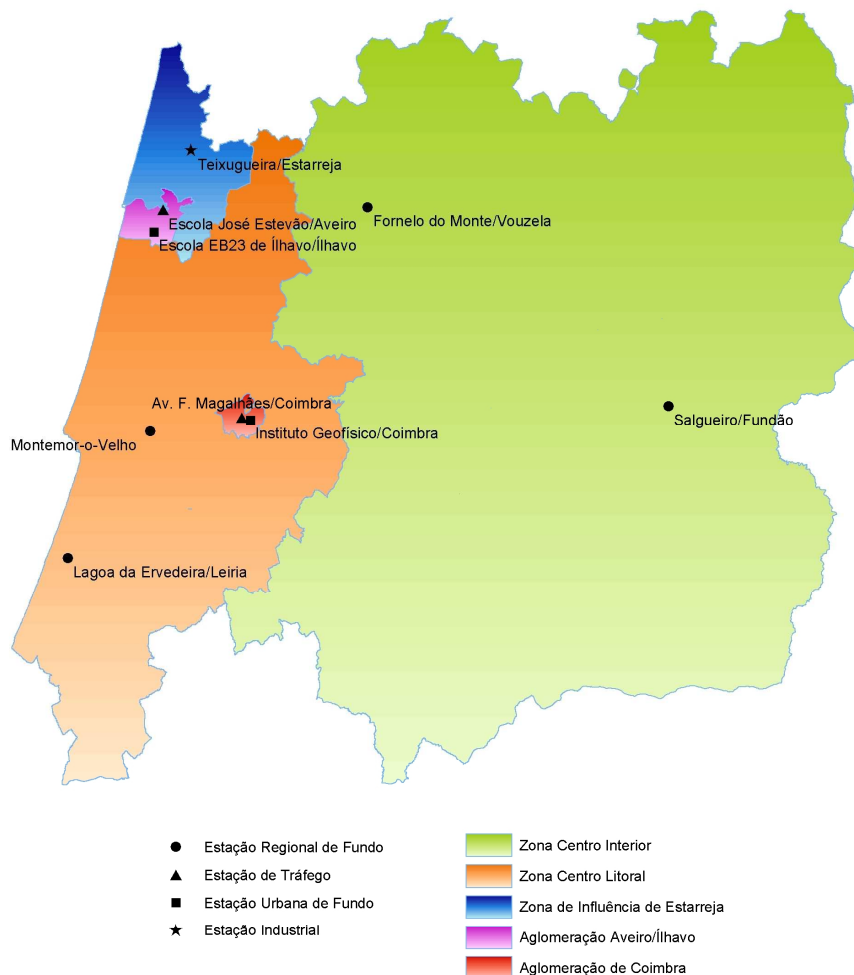 Teixugueira/Estarreja
Escola José Estevão/Aveiro
Escola EB23 de Ílhavo/Ílhavo
Fornelo do Monte/Vouzela
Av. F. Magalhães/Coimbra
Instituto Geofísico/Coimbra
Montemor-o-Velho
Salgueiro/Fundão
Lagoa da Ervedeira/Leiria
Estação Regional de Fundo
Estação de Tráfego
Estação Urbana de Fundo
Estação Industrial
Zona Centro Interior
Zona Centro Litoral
Zona de Influência de Estarreja
Aglomeração Aveiro/Ílhavo
Aglomeração de Coimbra